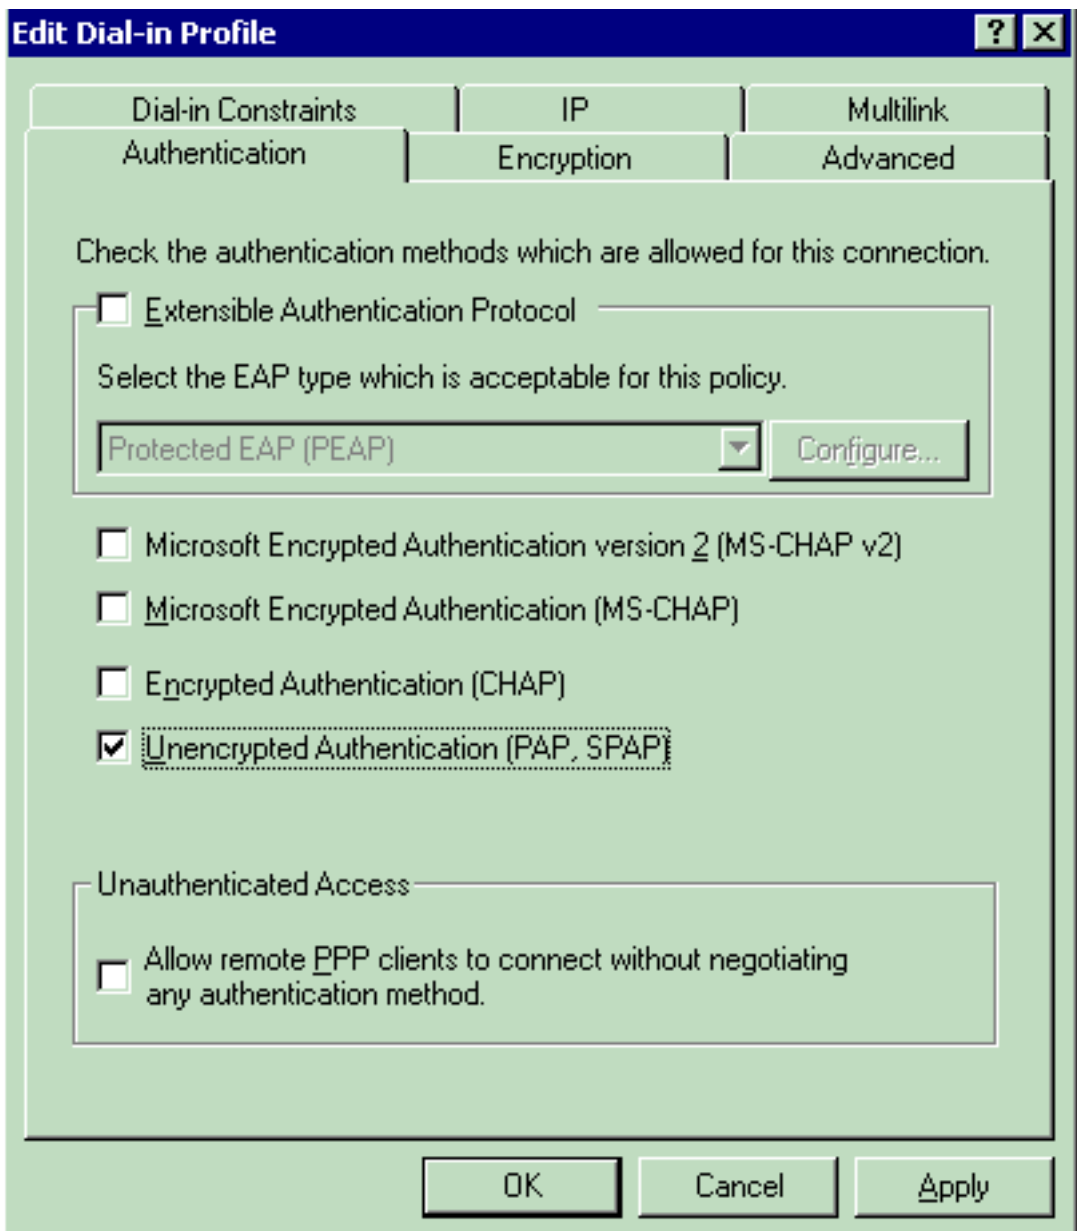 Edit Dial-in Profile
Dial-in Constraints
IP
Multilink
Authentication
Encryption
Advanced
Check the authentication methods which are allowed for this connection.
Extensible Authentication Protocol
Select the EAP type which is acceptable for this policy.
Protected EAP (PEAP)
Configure...
Microsoft Encrypted Authentication version 2 (MS-CHAP v2)
Microsoft Encrypted Authentication (MS-CHAP)
Encrypted Authentication (CHAP)
Unencrypted Authentication (PAP, SPAP)
Unauthenticated Access
Allow remote PPP clients to connect without negotiating
any authentication method.
OK
Cancel
Apply